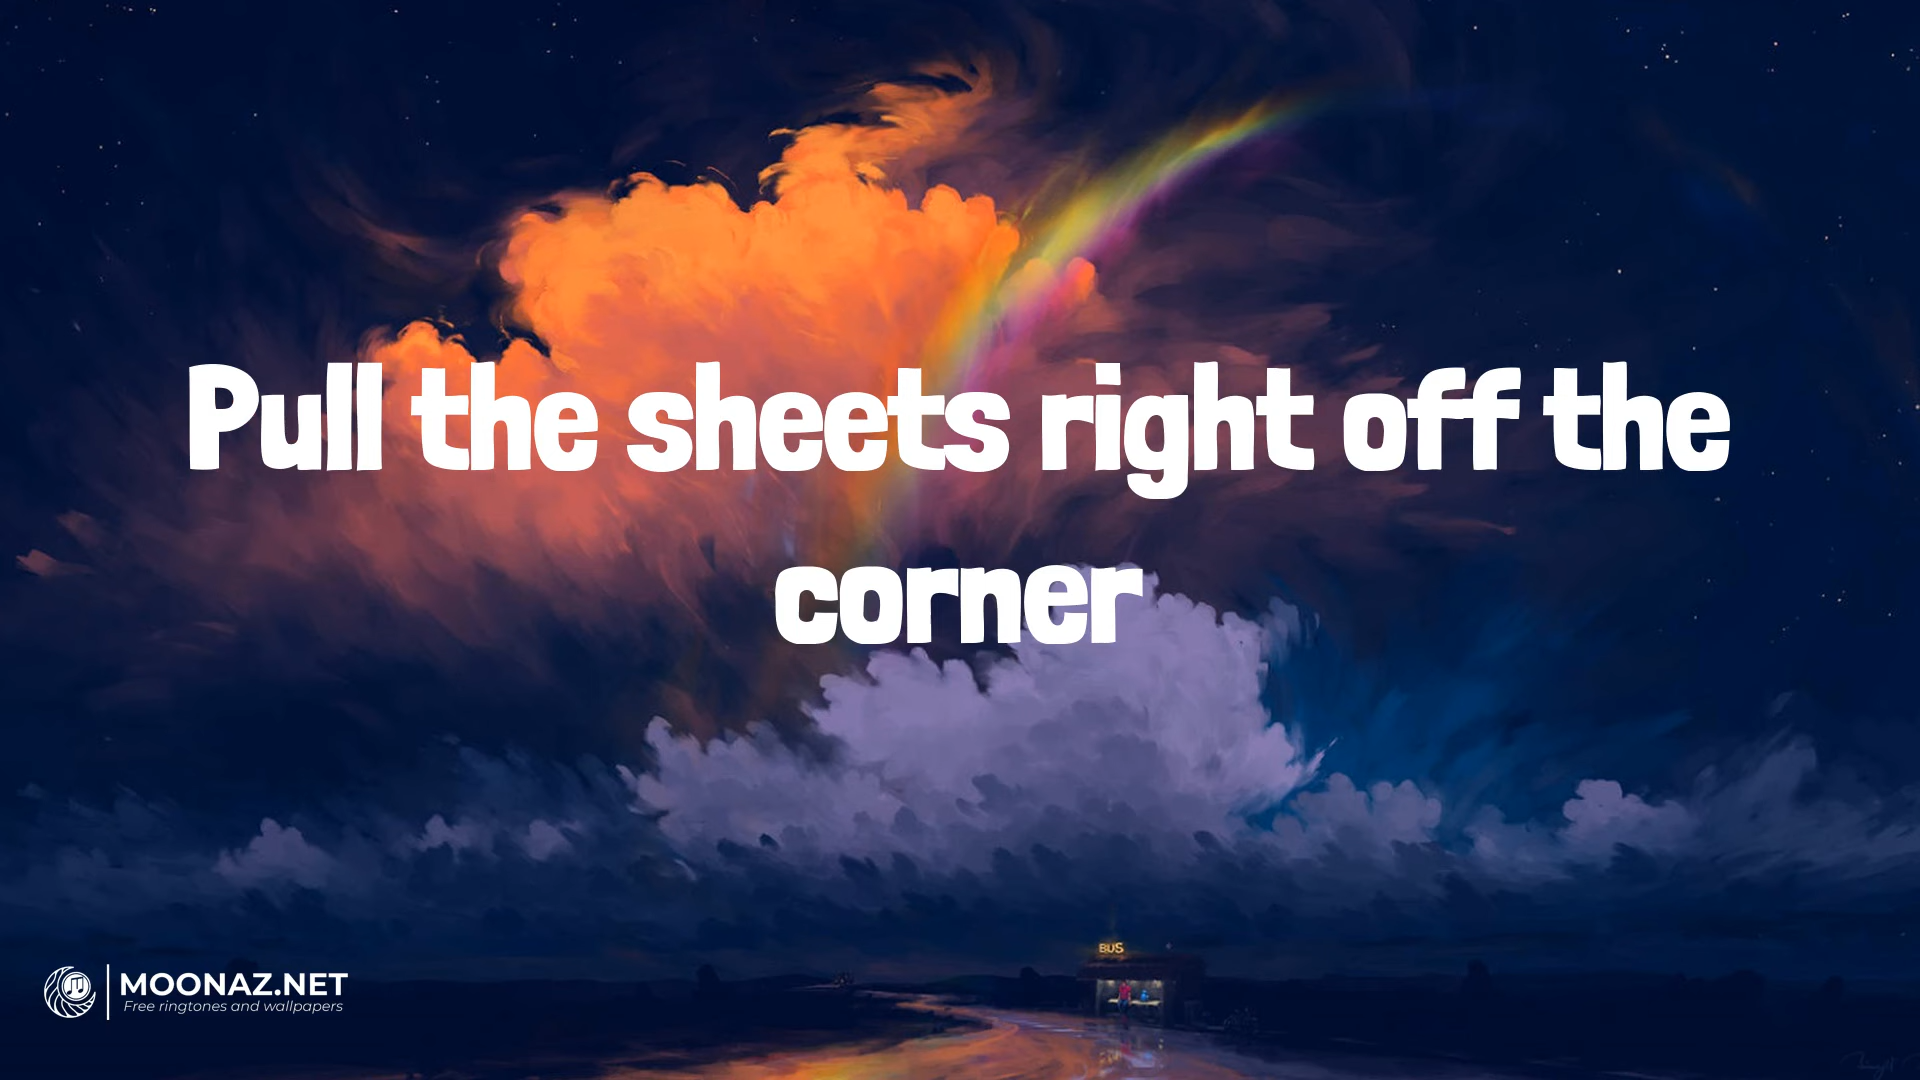 Pull the sheets right off the
corner
BUS
MOONAZ.NET
Free ringtones and wallpapers